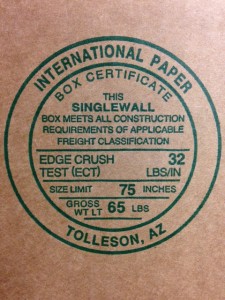 INTERNATIONAL PAPER
BOX CERTIFICATE
THIS
SINGLEWALL
BOX MEETS ALL CONSTRUCTION
REQUIREMENTS OF APPLICABLE
FREIGHT CLASSIFICATION
EDGE CRUSH 32
TEST (ECT) LBS/IN
SIZE LIMIT 75 INCHES
GROSS
WT LT 65 LBS
TOLLESON, AZ